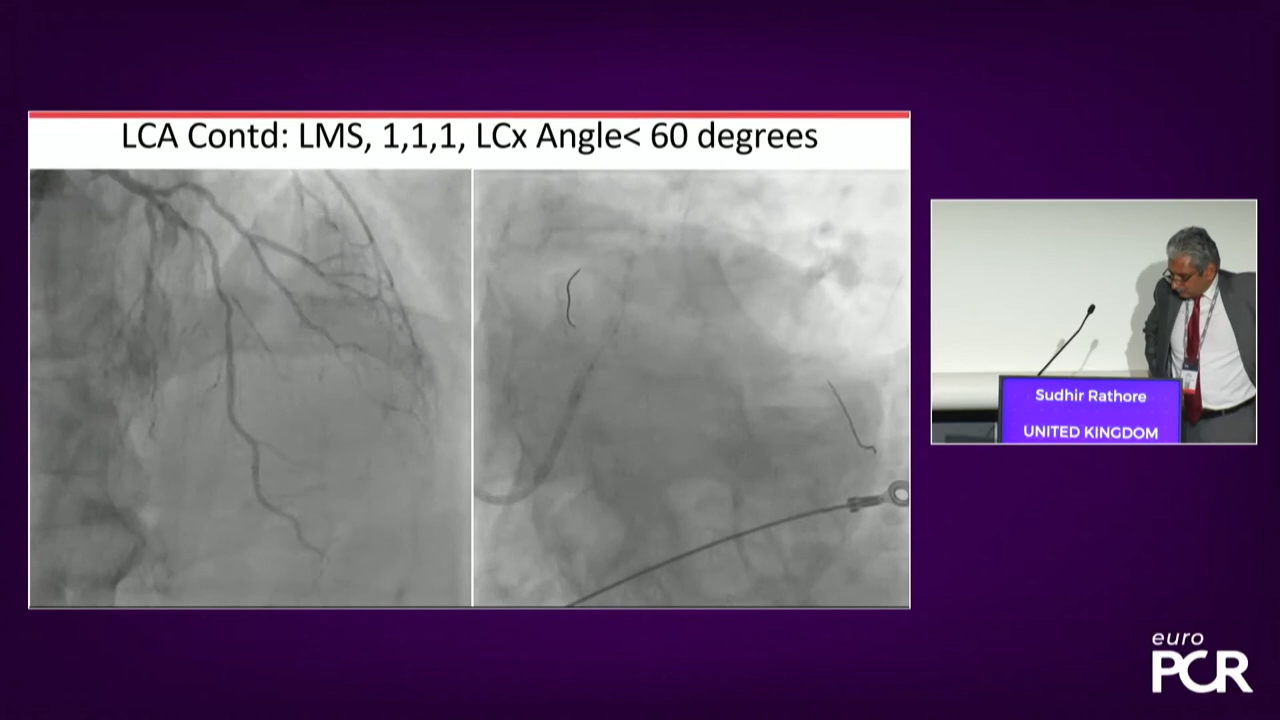 LCA Contd: LMS, 1,1,1, LCx Angle< 60 degrees
Sudhir Rathore
UNITED KINGDOM
euro
PCR